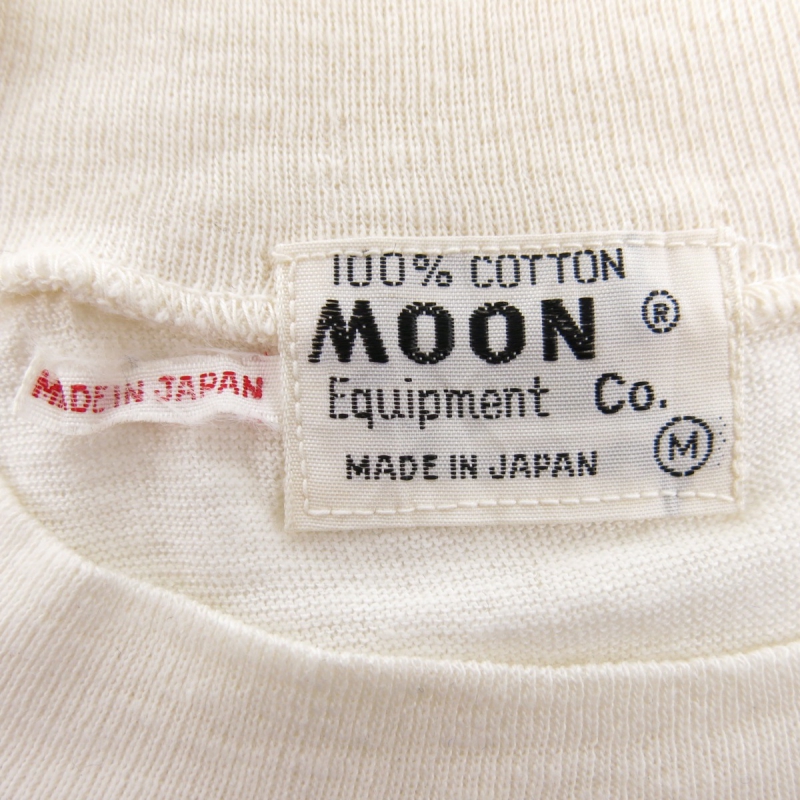 100% COTTON
MOON ®
Equipment Co.
MADE IN JAPAN Ⓜ
MADE IN JAPAN